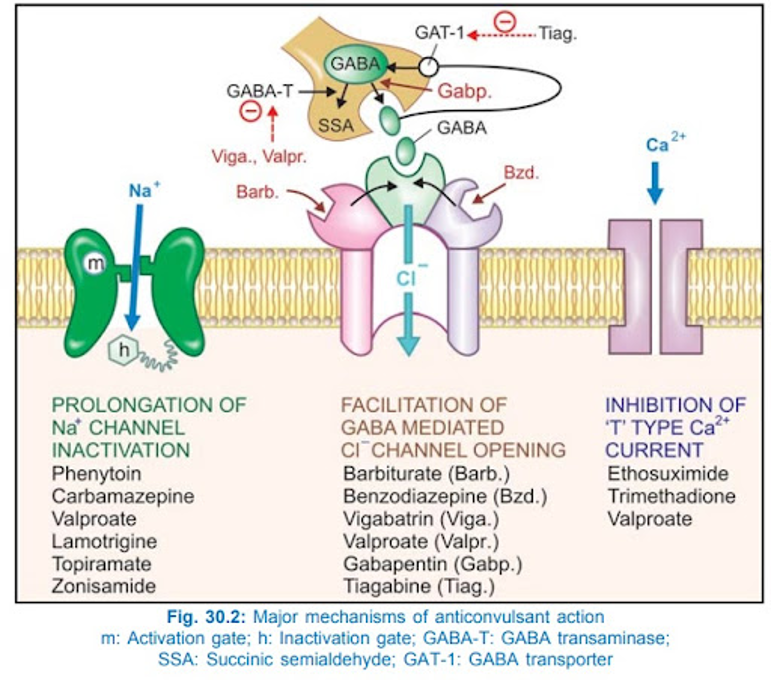 GAT-1
Tiag.
GABA
GABA-T
Gabp.
SSA
GABA
Viga., Valpr.
Ca2+
Bzd.
Na+
Barb.
m
Cl−
h
PROLONGATION OF
Na+ CHANNEL
INACTIVATION
Phenytoin
Carbamazepine
Valproate
Lamotrigine
Topiramate
Zonisamide
FACILITATION OF
GABA MEDIATED
Cl− CHANNEL OPENING
Barbiturate (Barb.)
Benzodiazepine (Bzd.)
Vigabatrin (Viga.)
Valproate (Valpr.)
Gabapentin (Gabp.)
Tiagabine (Tiag.)
INHIBITION OF
‘T’ TYPE Ca2+
CURRENT
Ethosuximide
Trimethadione
Valproate
Fig. 30.2: Major mechanisms of anticonvulsant action
m: Activation gate; h: Inactivation gate; GABA-T: GABA transaminase;
SSA: Succinic semialdehyde; GAT-1: GABA transporter